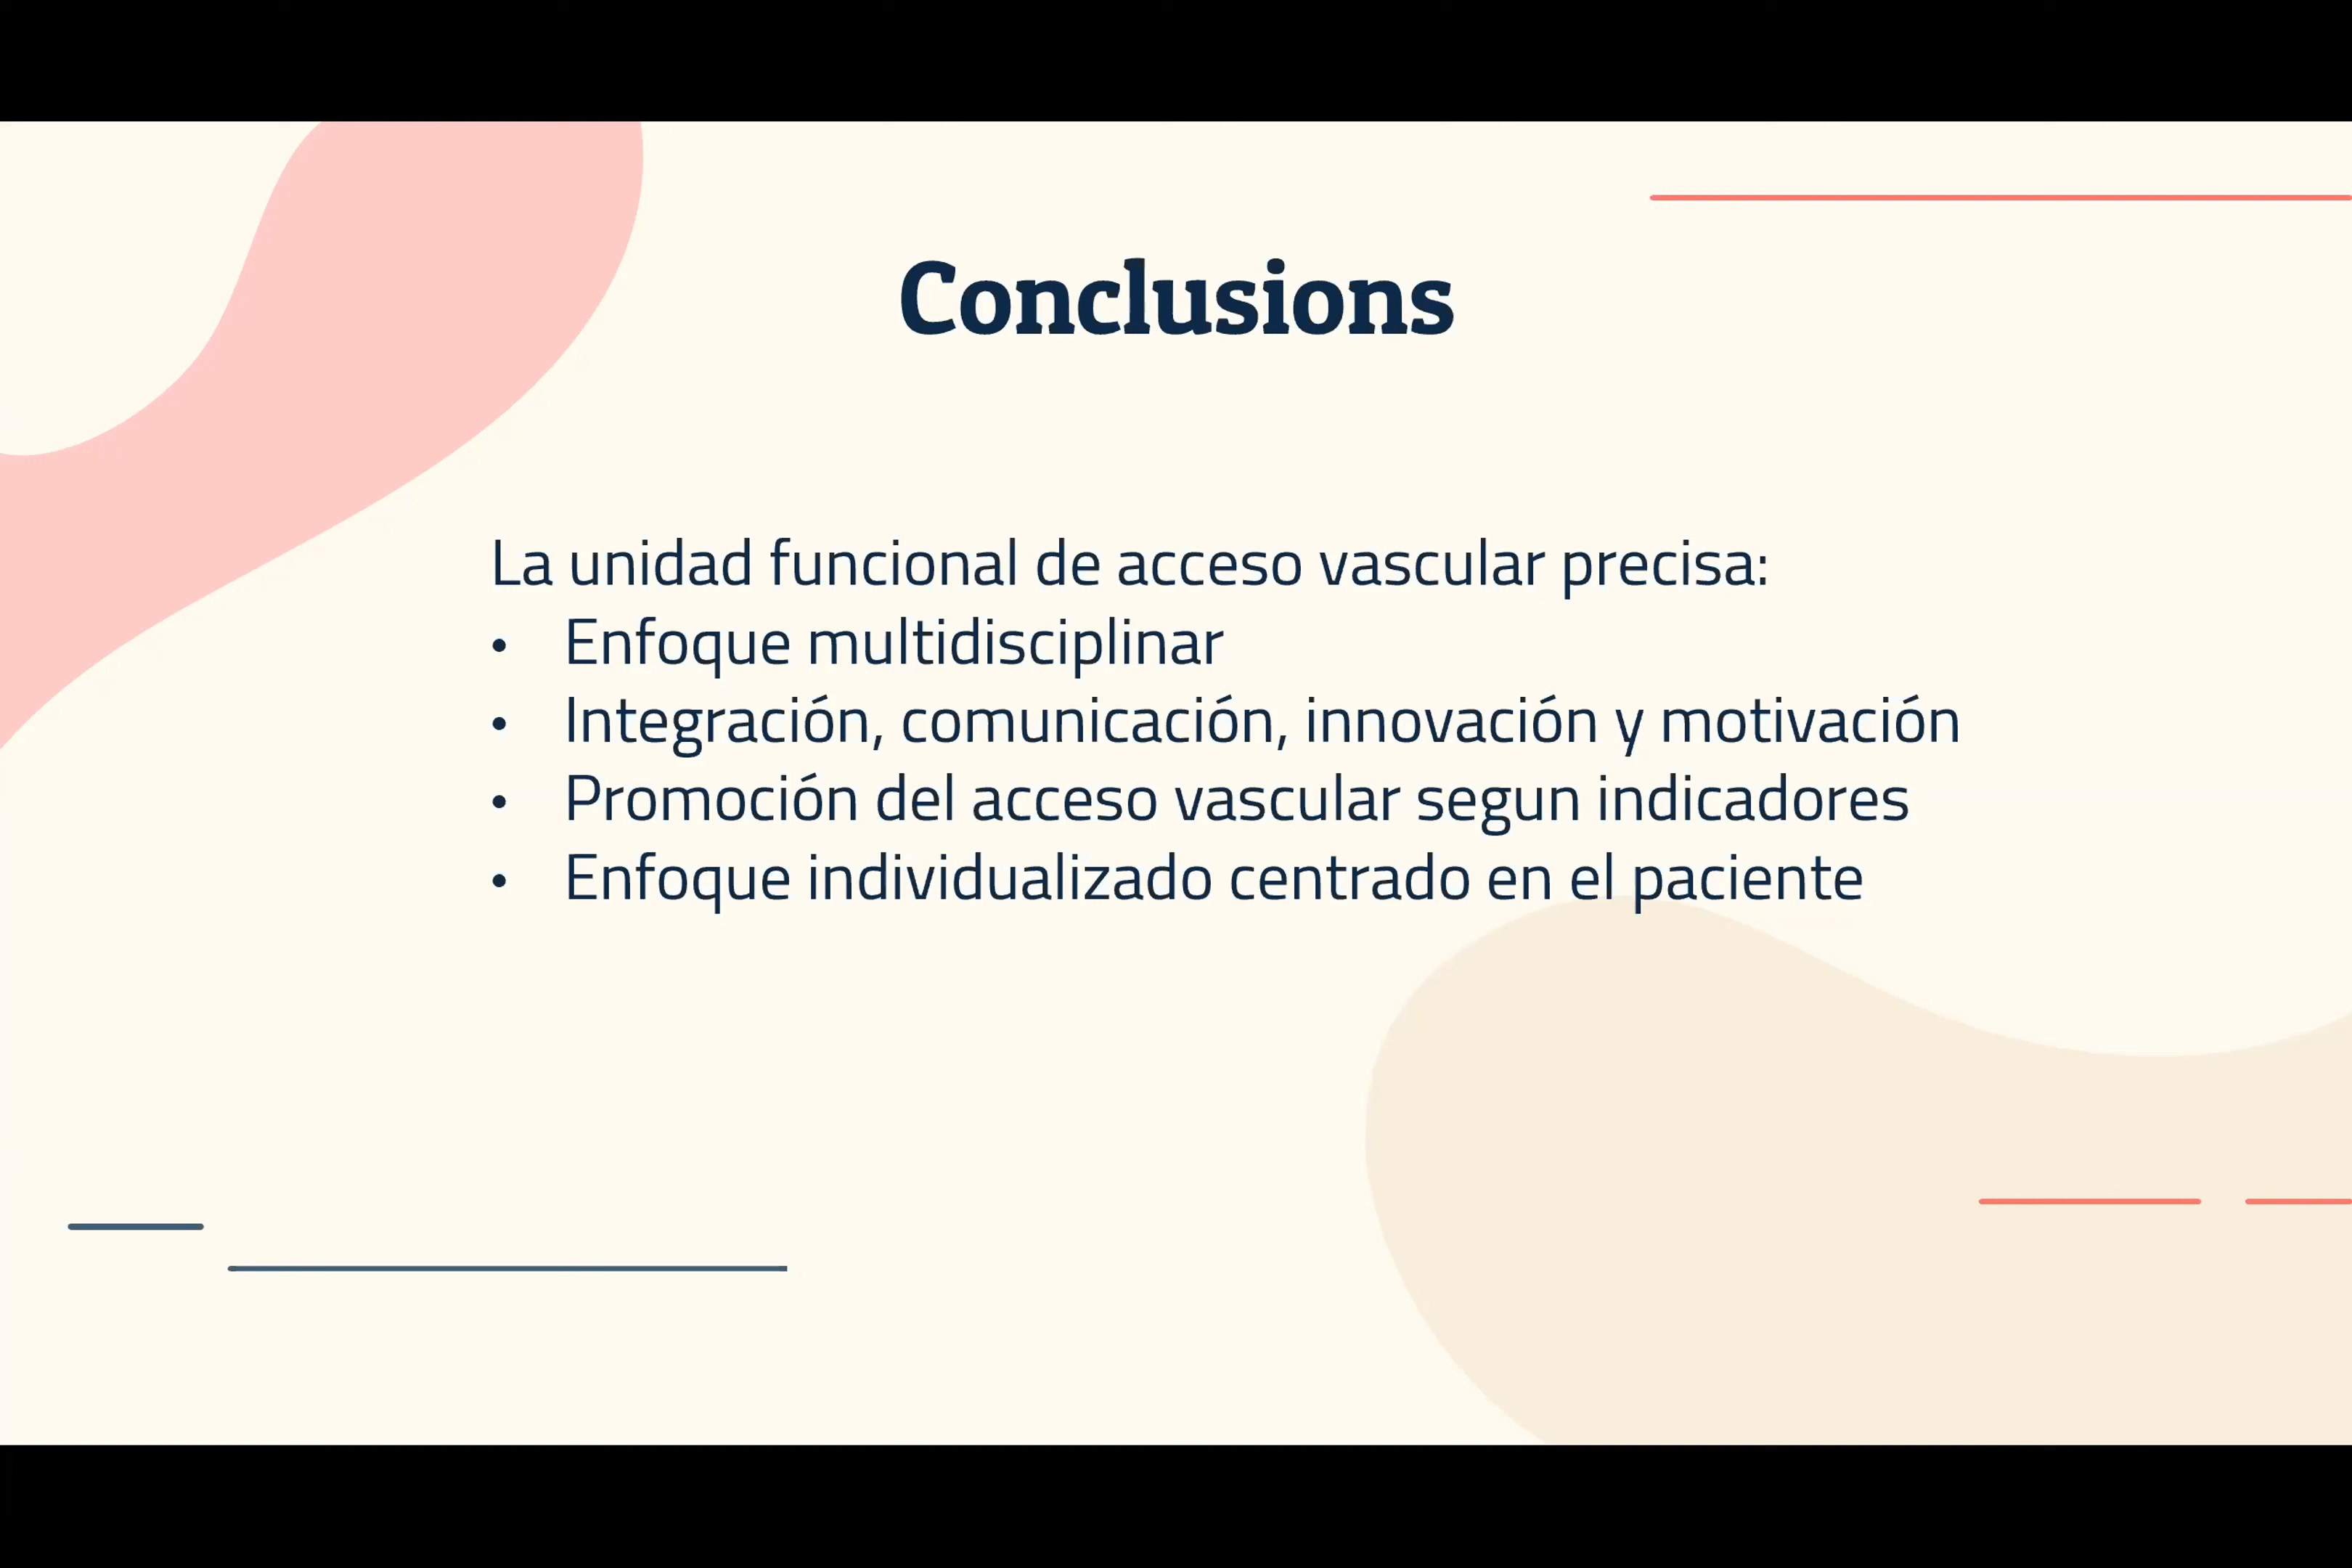 Conclusions
La unidad funcional de acceso vascular precisa:
• Enfoque multidisciplinar
• Integración, comunicación, innovación y motivación
• Promoción del acceso vascular segun indicadores
• Enfoque individualizado centrado en el paciente